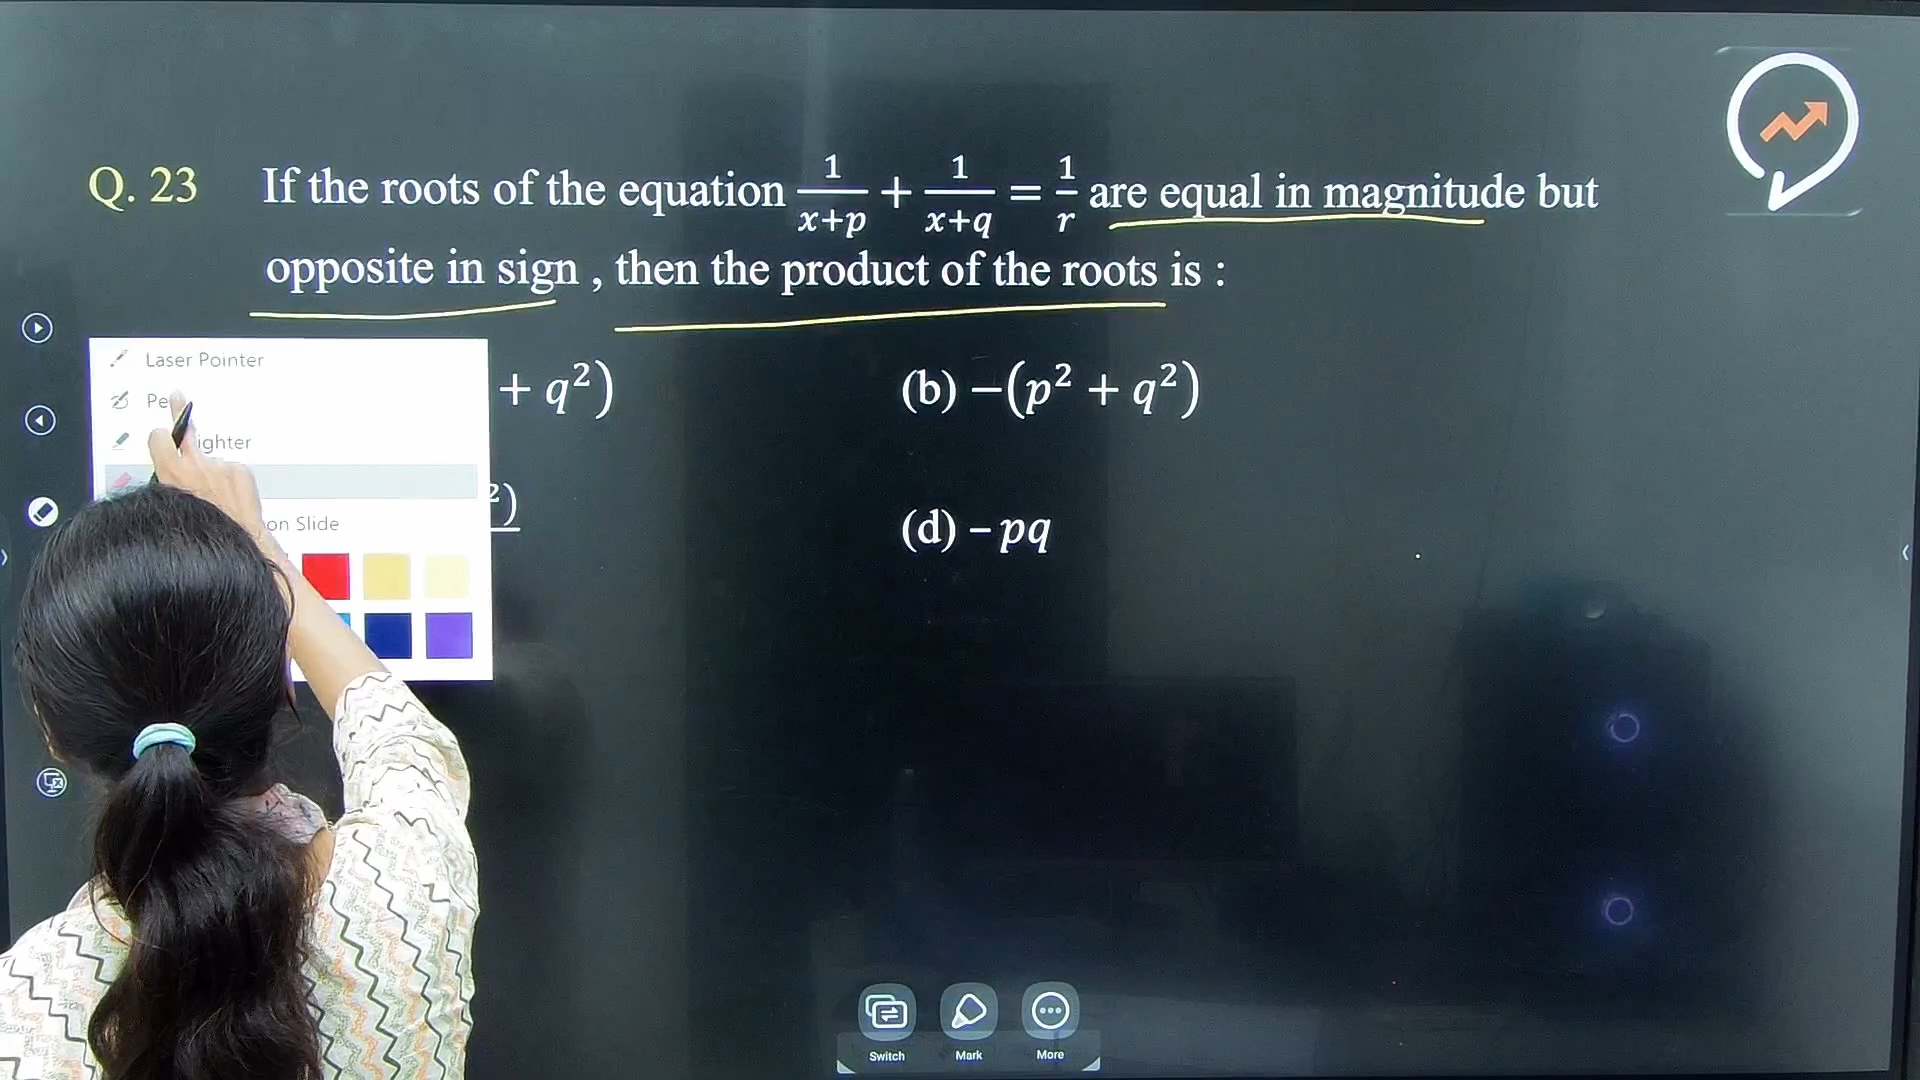 Q. 23 If the roots of the equation 1/(x+p) + 1/(x+q) = 1/r are equal in magnitude but
opposite in sign , then the product of the roots is :
Laser Pointer
+ q²) (b) −(p² + q²)
on Slide
²) (d) – pq
Switch Mark More